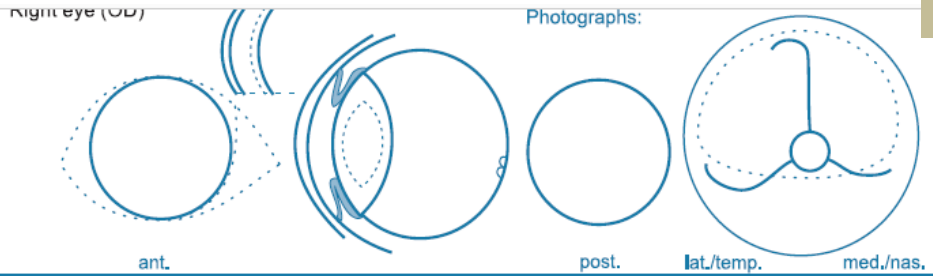 Right eye (OD)
Photographs:
ant.
post.
lat./temp.
med./nas.